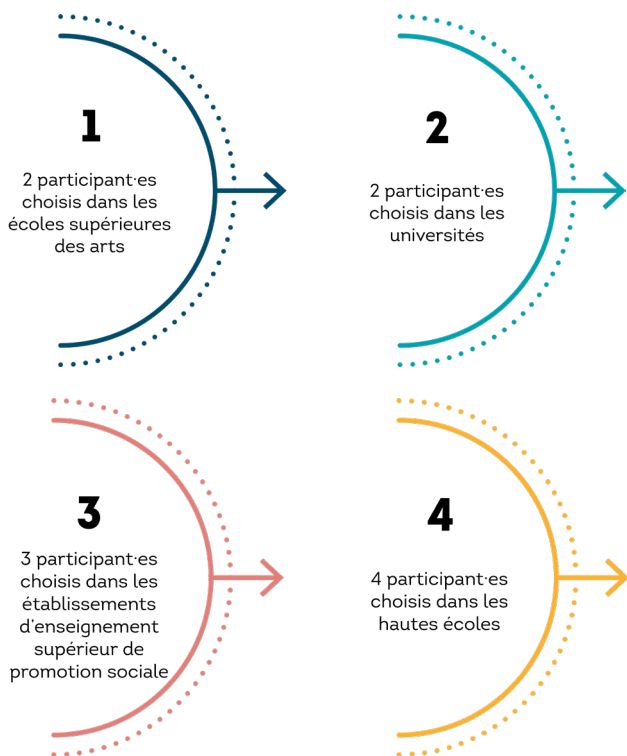 1
2 participant·es
choisis dans les
écoles supérieures
des arts
2
2 participant·es
choisis dans les
universités
3
3 participant·es
choisis dans les
établissements
d'enseignement
supérieur de
promotion sociale
4
4 participant·es
choisis dans les
hautes écoles